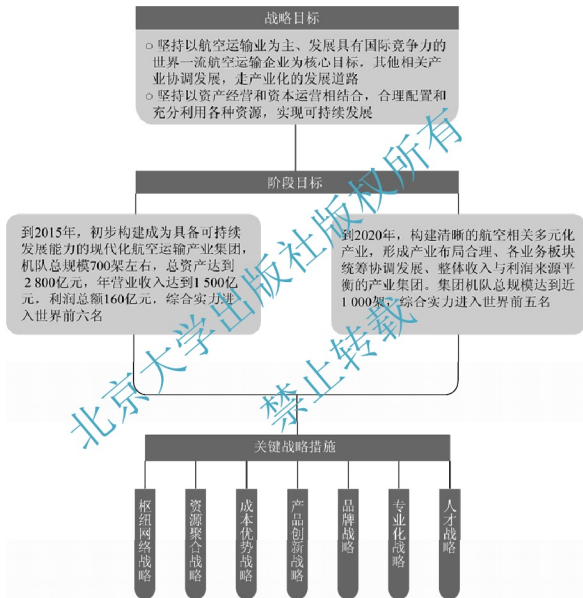 战略目标
○ 坚持以航空运输业为主、发展具有国际竞争力的
世界一流航空运输企业为核心目标，其他相关产
业协调发展，走产业化的发展道路
○ 坚持以资产经营和资本运营相结合，合理配置和
充分利用各种资源，实现可持续发展
阶段目标
到2015年，初步构建成为具备可持续
发展能力的现代化航空运输产业集团，
机队总规模700架左右，总资产达到
2 800亿元，年营业收入达到1 500亿
元，利润总额160亿元，综合实力进
入世界前六名
到2020年，构建清晰的航空相关多元化
产业，形成产业布局合理、各业务板块
统筹协调发展、整体收入与利润来源平
衡的产业集团。集团机队总规模达到近
1 000架，综合实力进入世界前五名
关键战略措施
枢纽网络战略
资源聚合战略
成本优势战略
产品创新战略
品牌战略
专业化战略
人才战略
北京大学出版社版权所有
禁止转载